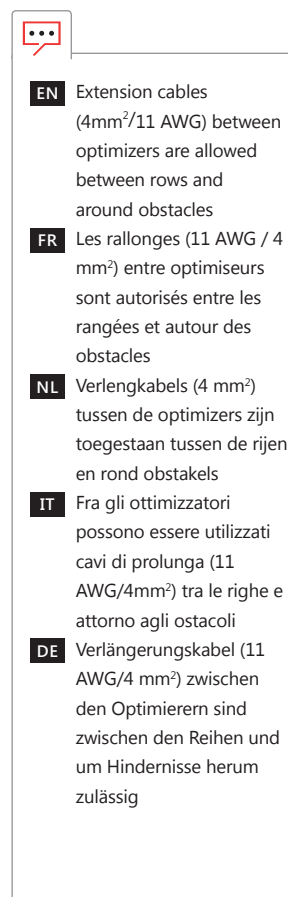 EN Extension cables
(4mm²/11 AWG) between
optimizers are allowed
between rows and
around obstacles
FR Les rallonges (11 AWG / 4
mm²) entre optimiseurs
sont autorisés entre les
rangées et autour des
obstacles
NL Verlengkabels (4 mm²)
tussen de optimizers zijn
toegestaan tussen de rijen
en rond obstakels
IT Fra gli ottimizzatori
possono essere utilizzati
cavi di prolunga (11
AWG/4mm²) tra le righe e
attorno agli ostacoli
DE Verlängerungskabel (11
AWG/4 mm²) zwischen
den Optimierern sind
zwischen den Reihen und
um Hindernisse herum
zulässig